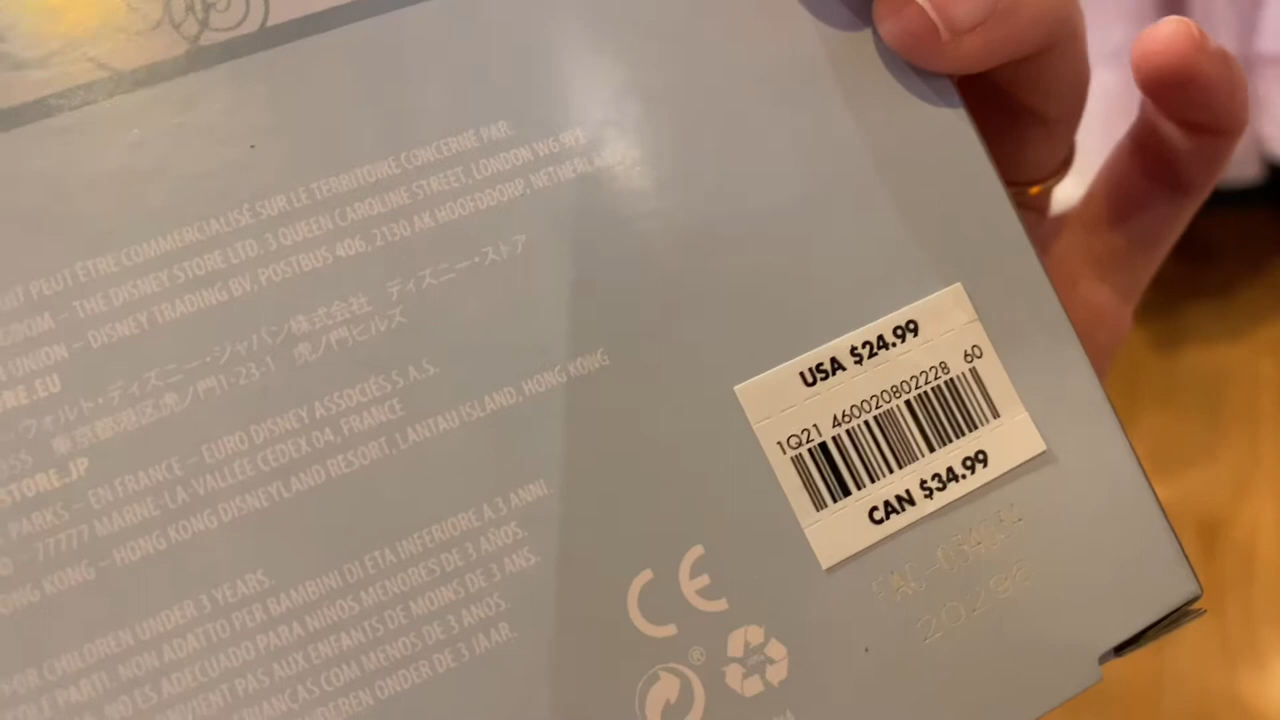 PEUT ÊTRE COMMERCIALISÉ SUR LE TERRITOIRE CONCERNÉ PAR:
– THE DISNEY STORE LTD. 3 QUEEN CAROLINE STREET, LONDON W6 9PE
UNION – DISNEY TRADING BV, POSTBUS 406, 2130 AK HOOFDDORP, NETHERLANDS
RE.EU
ウォルト・ディズニー・ジャパン株式会社 ディズニー・ストア
東京都港区虎ノ門1-23-1 虎ノ門ヒルズ
STORE.JP
PARKS – EN FRANCE – EURO DISNEY ASSOCIÉS S.A.S.
77777 MARNE-LA-VALLÉE CEDEX 04, FRANCE
KONG – HONG KONG DISNEYLAND RESORT, LANTAU ISLAND, HONG KONG
FOR CHILDREN UNDER 3 YEARS.
PARTI. NON ADATTO PER BAMBINI DI ETÀ INFERIORE A 3 ANNI.
NO ES ADECUADO PARA NIÑOS MENORES DE 3 AÑOS.
CONVIENT PAS AUX ENFANTS DE MOINS DE 3 ANS.
CRIANÇAS COM MENOS DE 3 ANOS.
KINDEREN ONDER DE 3 JAAR.
USA $24.99
1Q21 460020802228 60
CAN $34.99
CE
®